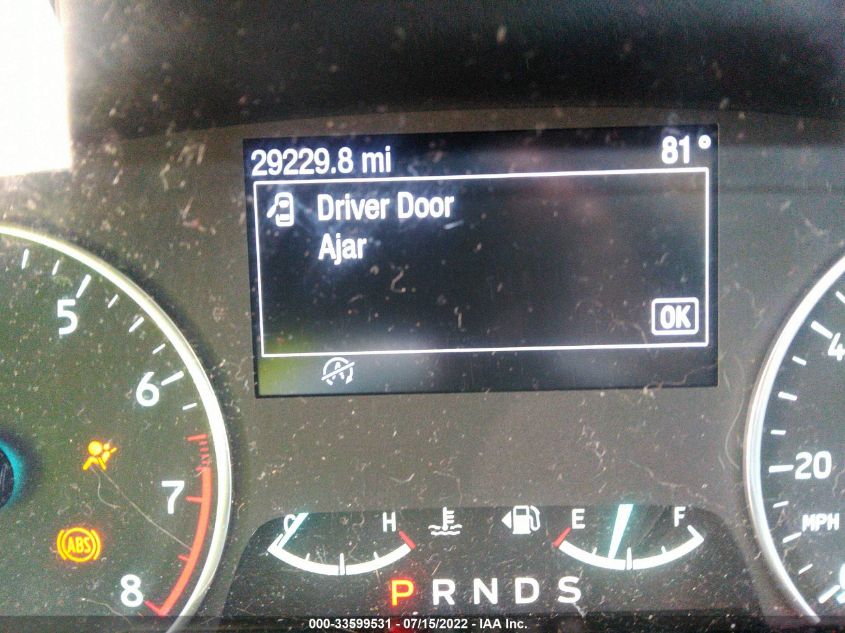 29229.8 mi 81°
Driver Door
Ajar
OK
A
5
6
7
8
ABS
C H
E F
P R N D S
4
20
MPH
000-33599531 - 07/15/2022 - IAA Inc.